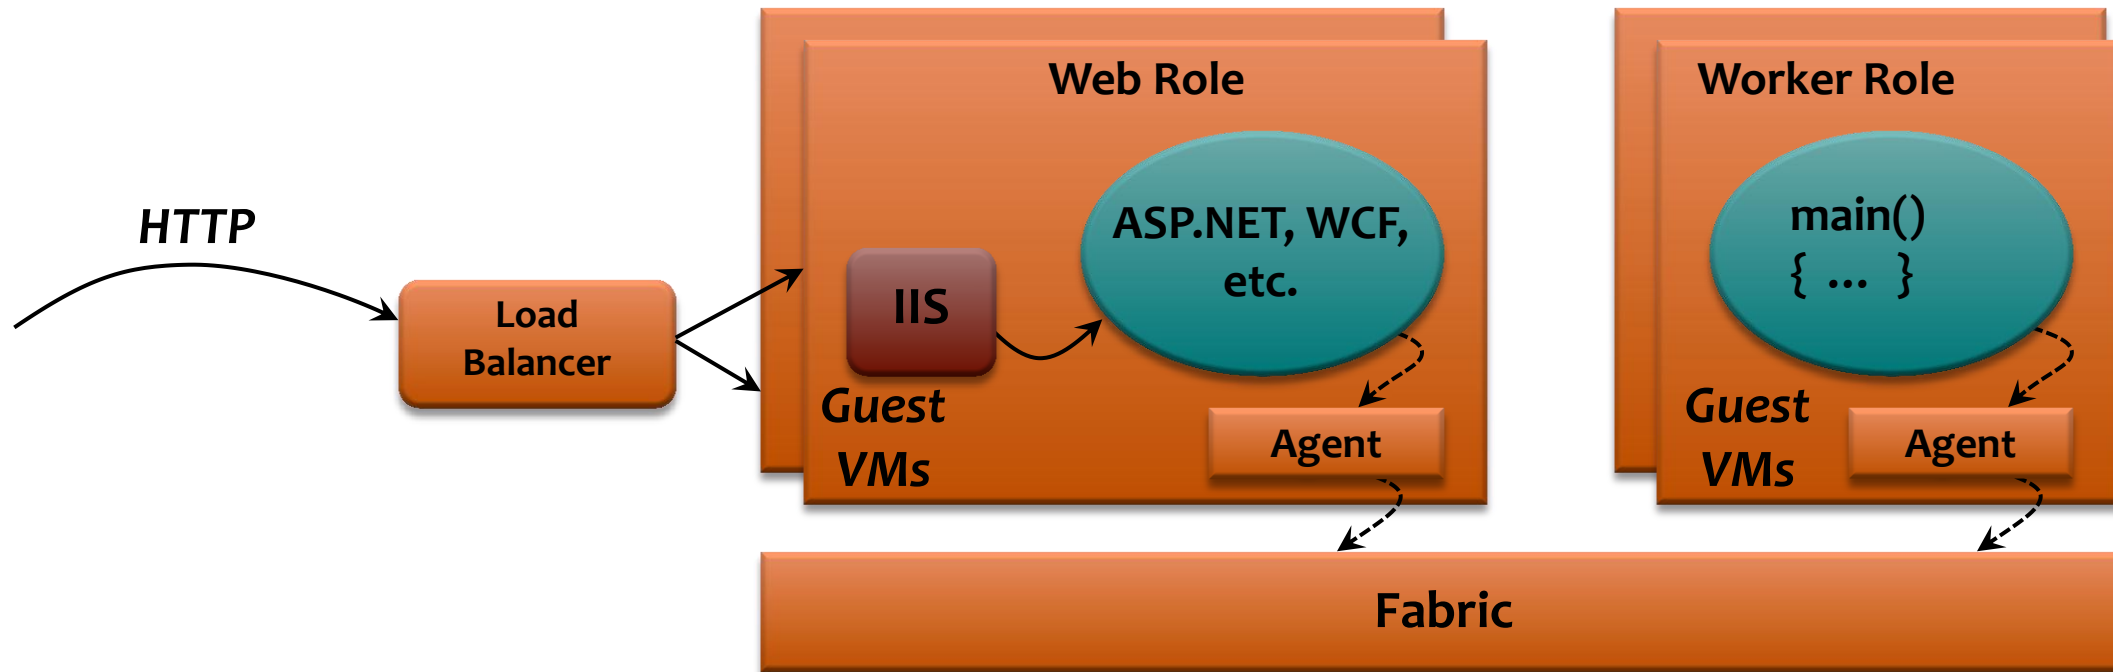 HTTP
Load
Balancer
Web Role
IIS
ASP.NET, WCF,
etc.
Guest
VMs
Agent
Worker Role
main()
{ ... }
Guest
VMs
Agent
Fabric